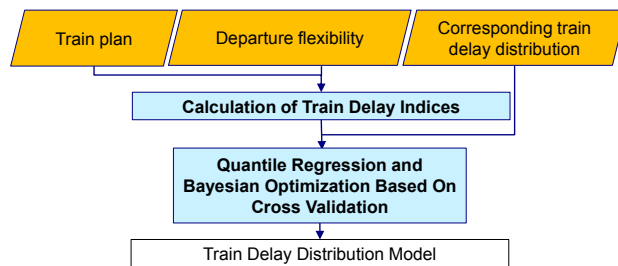 Train plan
Departure flexibility
Corresponding train
delay distribution
Calculation of Train Delay Indices
Quantile Regression and
Bayesian Optimization Based On
Cross Validation
Train Delay Distribution Model